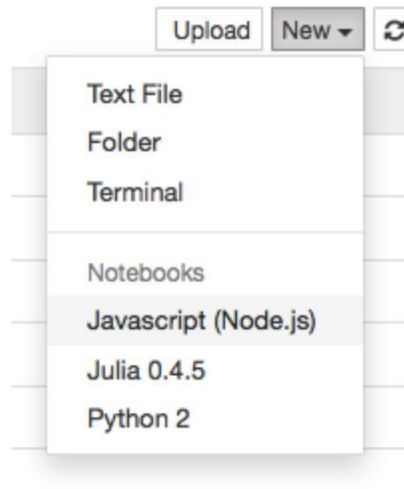 Upload New
Text File
Folder
Terminal
Notebooks
Javascript (Node.js)
Julia 0.4.5
Python 2